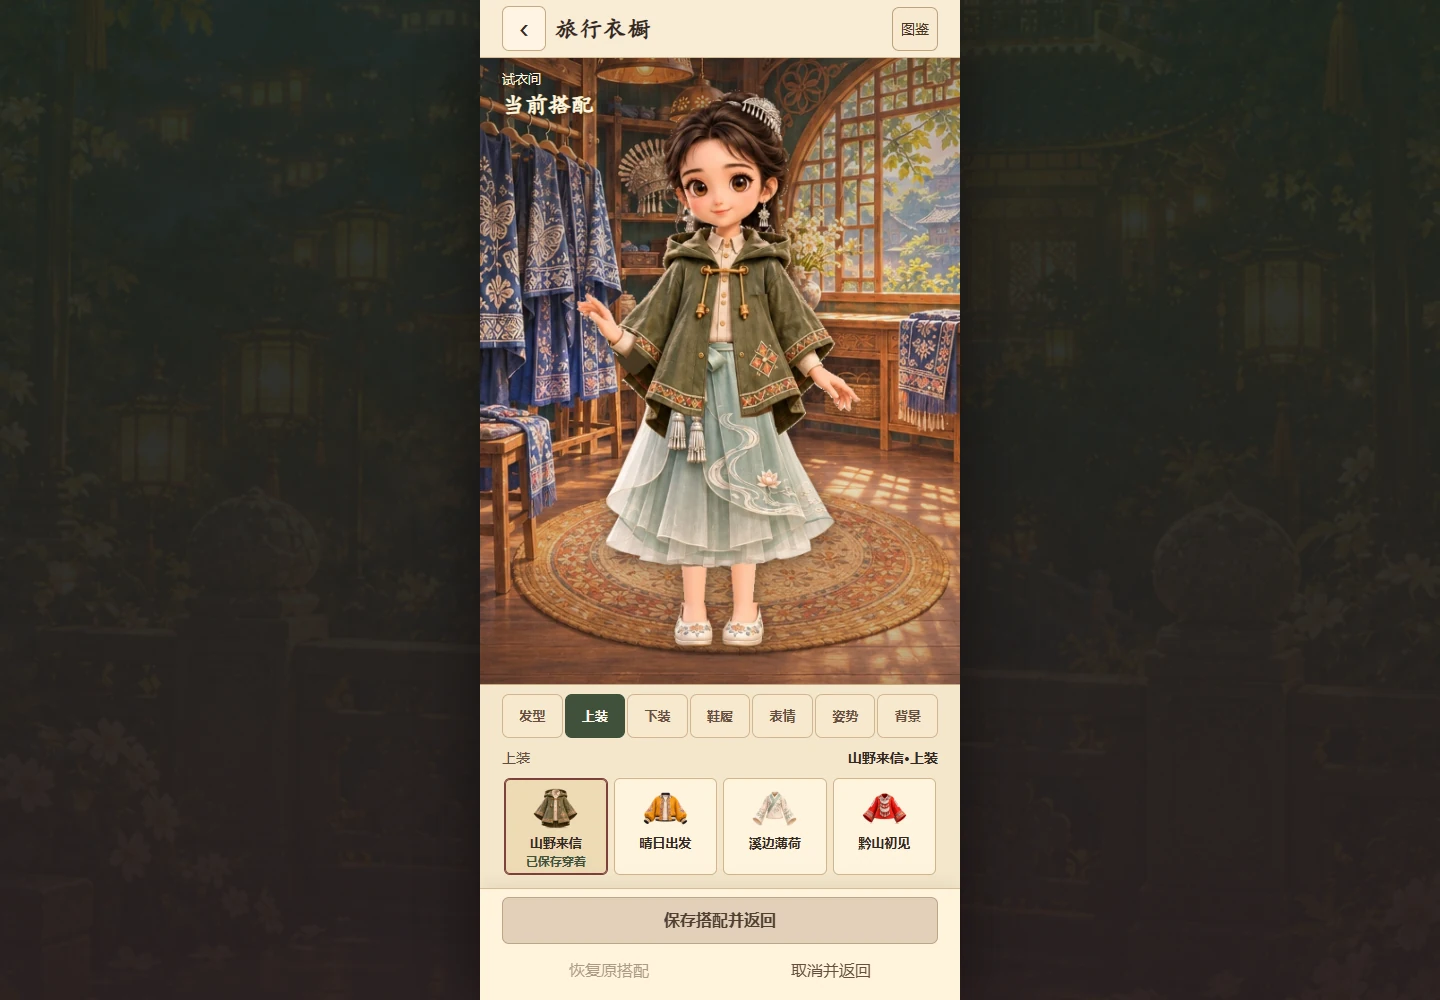 ‹ 旅行衣橱 图鉴
试衣间
当前搭配
发型 上装 下装 鞋履 表情 姿势 背景
上装 山野来信•上装
山野来信 晴日出发 溪边薄荷 黔山初见
已保存穿着
保存搭配并返回
恢复原搭配 取消并返回